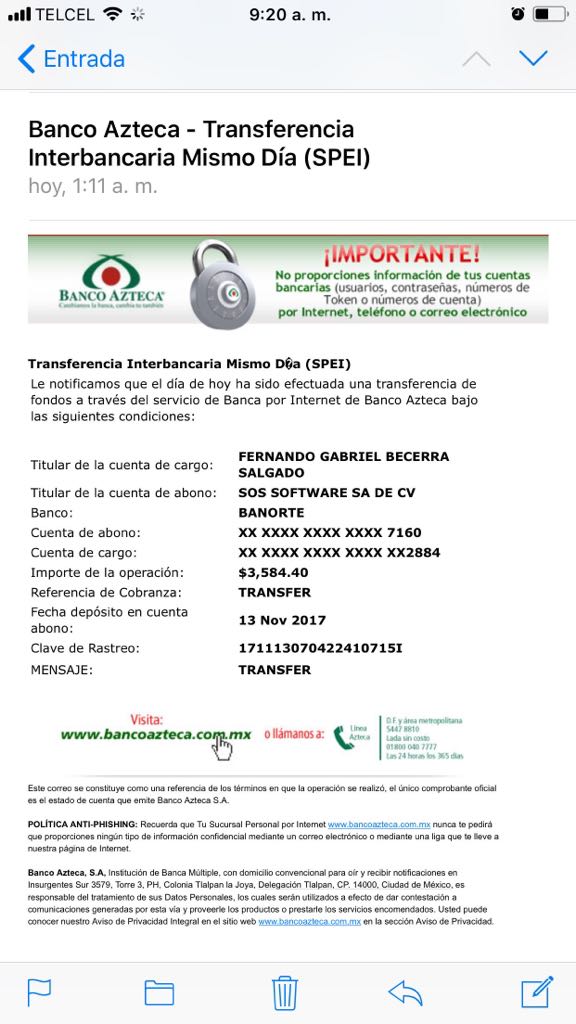 TELCEL 9:20 a. m.
Entrada
Banco Azteca - Transferencia
Interbancaria Mismo Día (SPEI)
hoy, 1:11 a. m.
BANCO AZTECA
Cambiamos la banca, cambia tu también
¡IMPORTANTE!
No proporciones información de tus cuentas
bancarias (usuarios, contraseñas, números de
Token o números de cuenta)
por Internet, teléfono o correo electrónico
Transferencia Interbancaria Mismo D�a (SPEI)
Le notificamos que el día de hoy ha sido efectuada una transferencia de
fondos a través del servicio de Banca por Internet de Banco Azteca bajo
las siguientes condiciones:
Titular de la cuenta de cargo: FERNANDO GABRIEL BECERRA
SALGADO
Titular de la cuenta de abono: SOS SOFTWARE SA DE CV
Banco: BANORTE
Cuenta de abono: XX XXXX XXXX XXXX 7160
Cuenta de cargo: XX XXXX XXXX XXXX XX2884
Importe de la operación: $3,584.40
Referencia de Cobranza: TRANSFER
Fecha depósito en cuenta
abono: 13 Nov 2017
Clave de Rastreo: 171113070422410715I
MENSAJE: TRANSFER
Visita:
www.bancoazteca.com.mx o llámanos a:
Línea
Azteca
D.F. y área metropolitana
5447 8810
Lada sin costo
01800 040 7777
Las 24 horas los 365 días
Este correo se constituye como una referencia de los términos en que la operación se realizó, el único comprobante oficial
es el estado de cuenta que emite Banco Azteca S.A.
POLÍTICA ANTI-PHISHING: Recuerda que Tu Sucursal Personal por Internet www.bancoazteca.com.mx nunca te pedirá
que proporciones ningún tipo de información confidencial mediante un correo electrónico o mediante una liga que te lleve a
nuestra página de Internet.
Banco Azteca, S.A, Institución de Banca Múltiple, con domicilio convencional para oír y recibir notificaciones en
Insurgentes Sur 3579, Torre 3, PH, Colonia Tlalpan la Joya, Delegación Tlalpan, CP. 14000, Ciudad de México, es
responsable del tratamiento de sus Datos Personales, los cuales serán utilizados a efecto de dar contestación a
comunicaciones generadas por esta vía y proveerle los productos o prestarle los servicios encomendados. Usted puede
conocer nuestro Aviso de Privacidad Integral en el sitio web www.bancoazteca.com.mx en la sección Aviso de Privacidad.